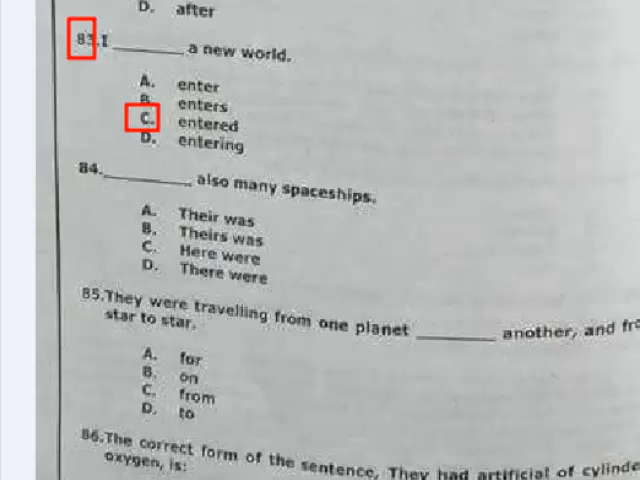 D. after
83.I ________ a new world.
A. enter
B. enters
C. entered
D. entering
84.__________ also many spaceships.
A. Their was
B. Theirs was
C. Here were
D. There were
85.They were travelling from one planet _________ another, and
star to star.
A. for
B. on
C. from
D. to
86.The correct form of the sentence, They had artificial of
oxygen, is: